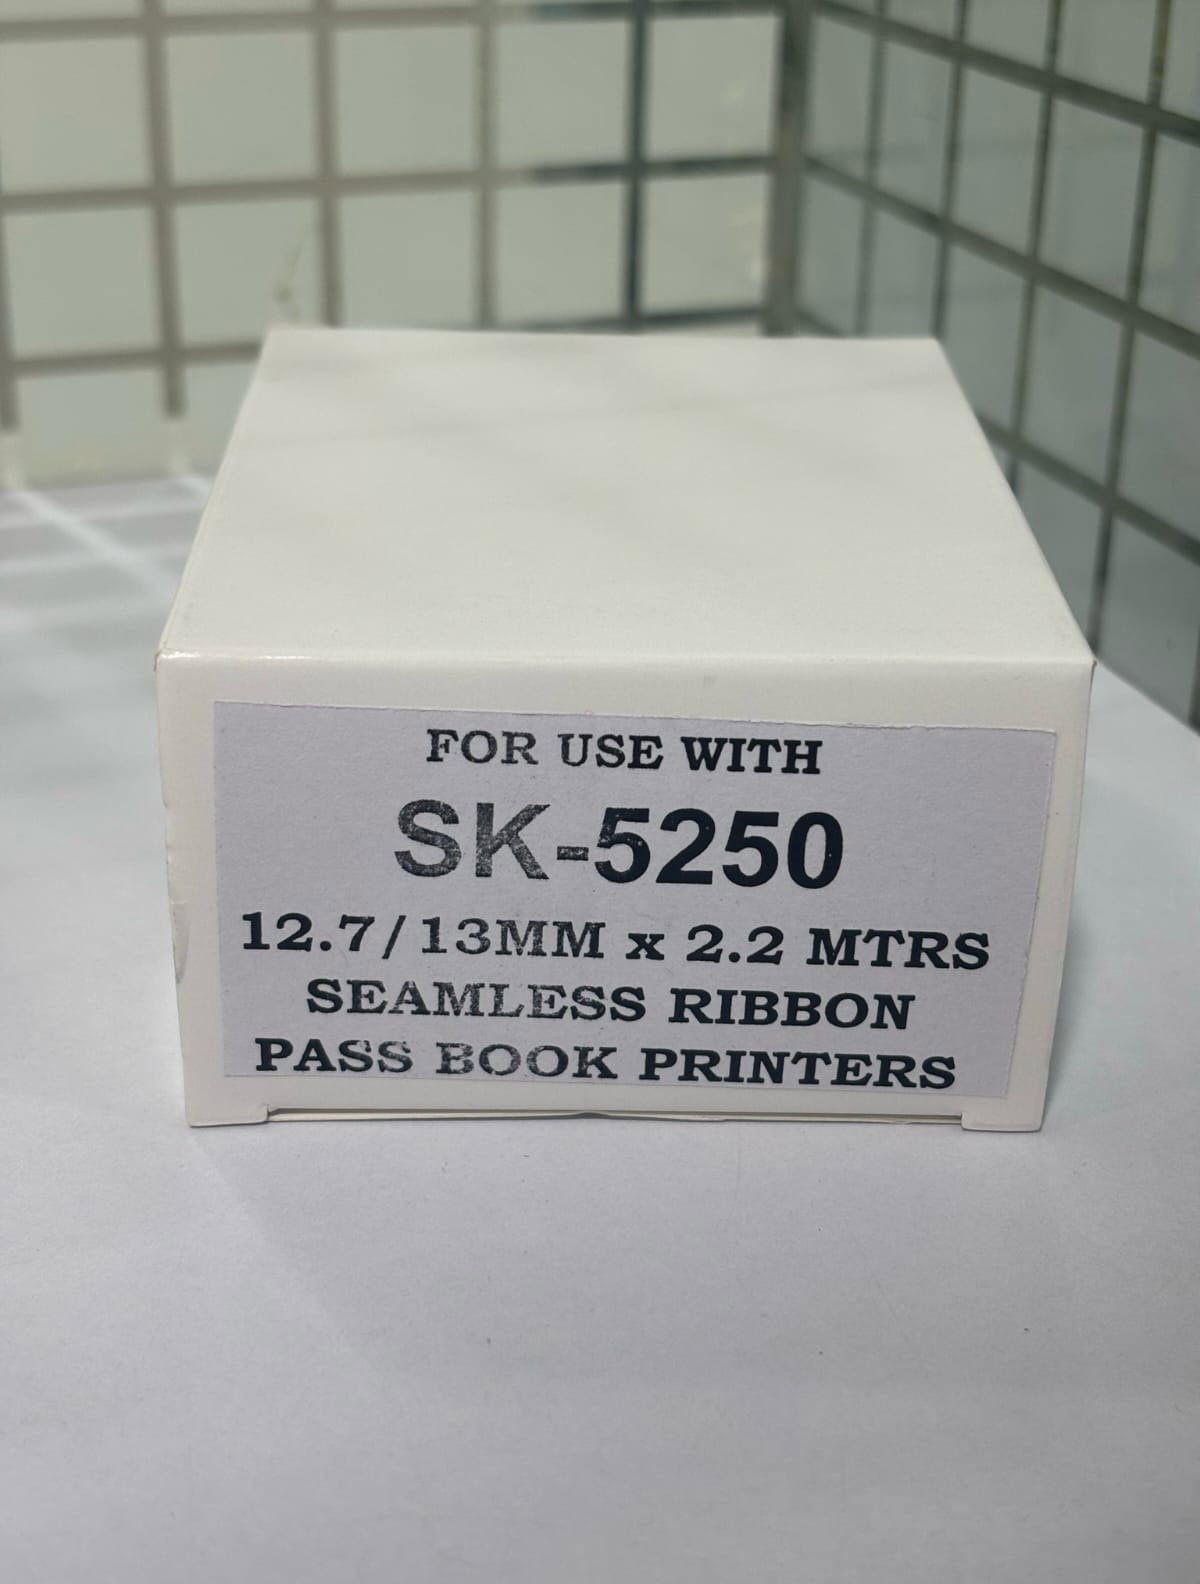 FOR USE WITH
SK-5250
12.7/13MM x 2.2 MTRS
SEAMLESS RIBBON
PASS BOOK PRINTERS